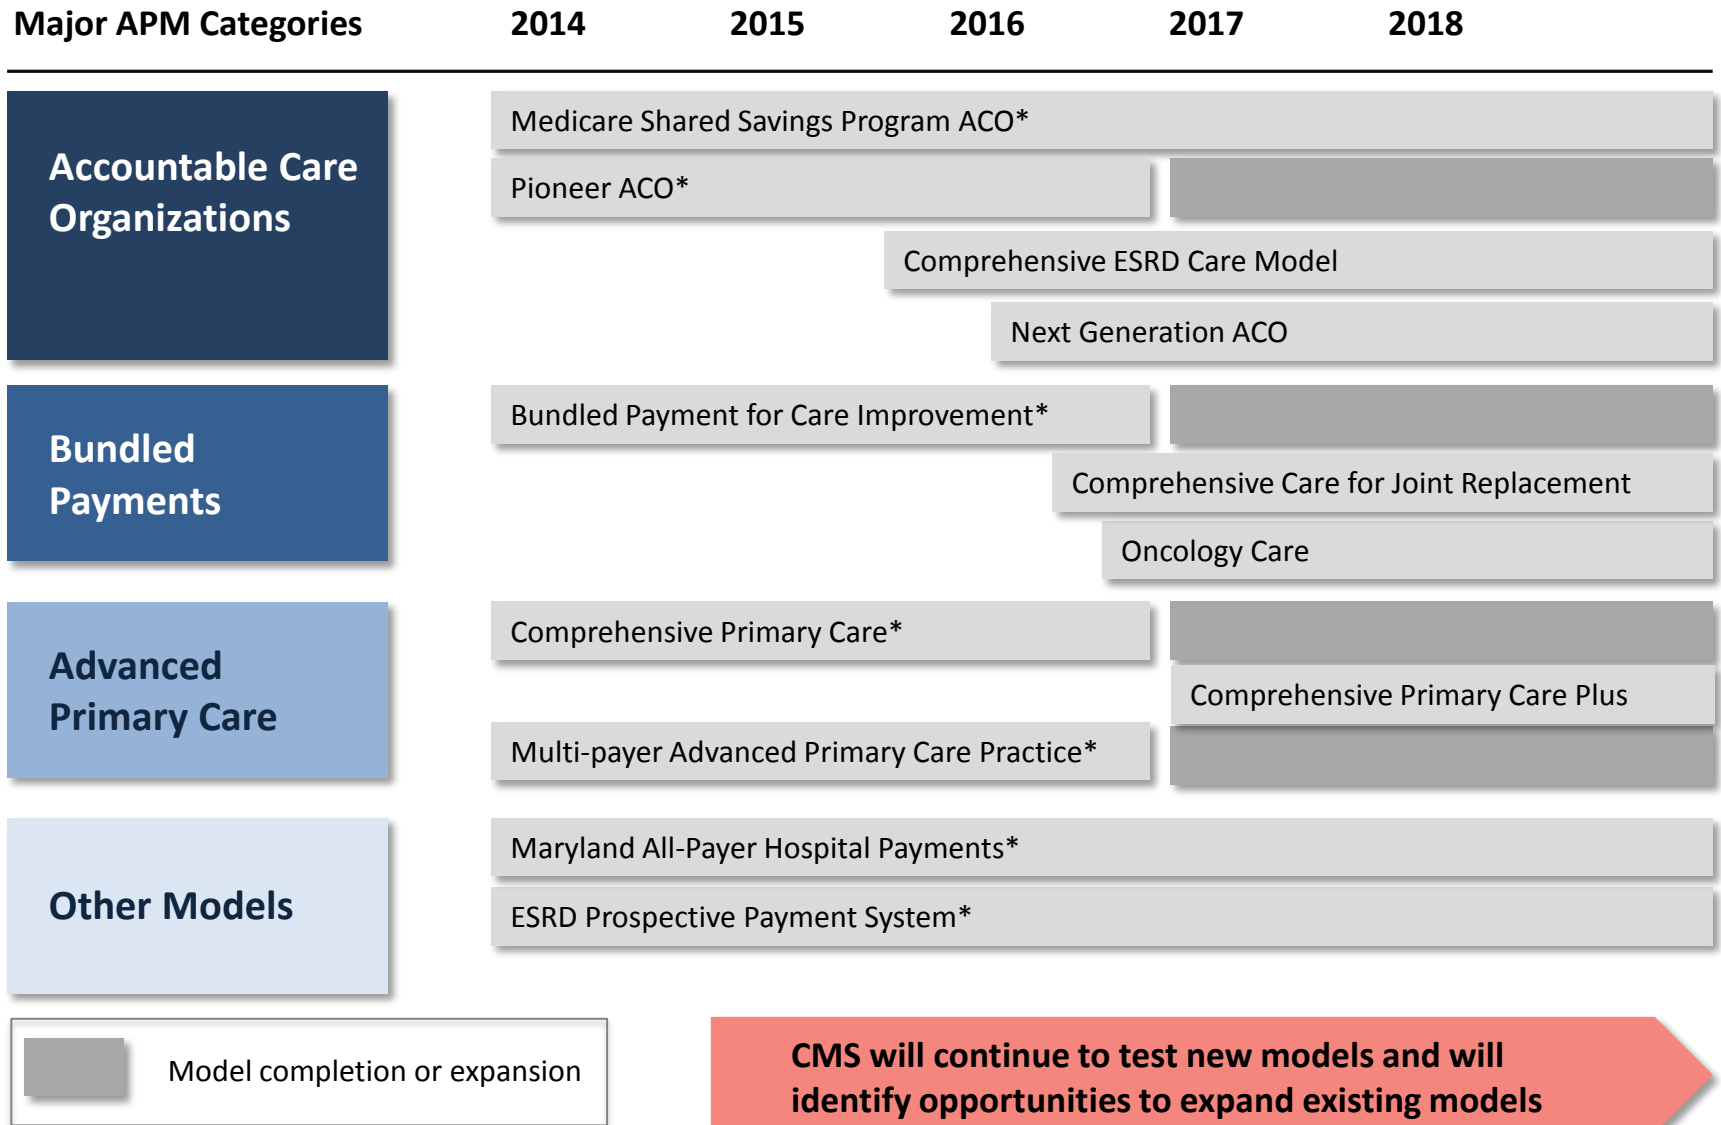 Major APM Categories 2014 2015 2016 2017 2018
Accountable Care
Organizations
Medicare Shared Savings Program ACO*
Pioneer ACO*
Comprehensive ESRD Care Model
Next Generation ACO
Bundled
Payments
Bundled Payment for Care Improvement*
Comprehensive Care for Joint Replacement
Oncology Care
Advanced
Primary Care
Comprehensive Primary Care*
Comprehensive Primary Care Plus
Multi-payer Advanced Primary Care Practice*
Other Models
Maryland All-Payer Hospital Payments*
ESRD Prospective Payment System*
Model completion or expansion
CMS will continue to test new models and will
identify opportunities to expand existing models